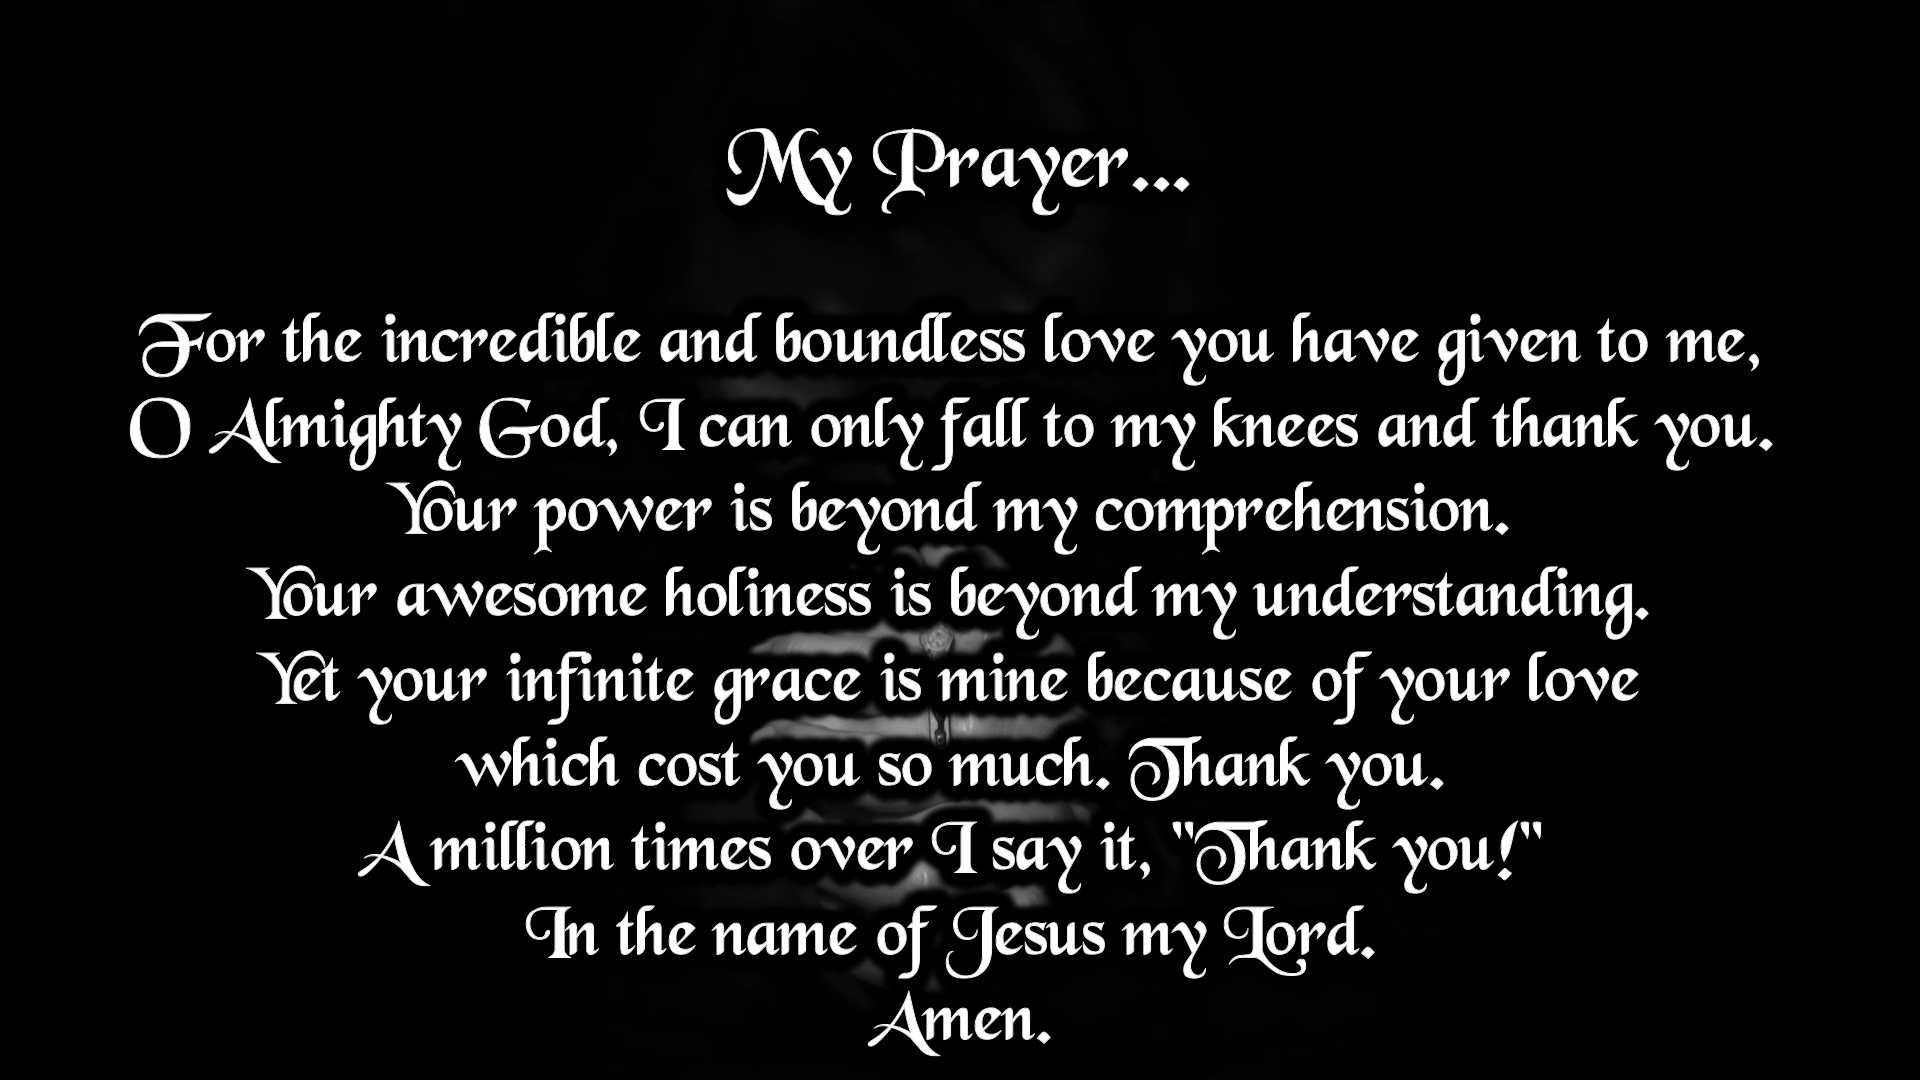 My Prayer...
For the incredible and boundless love you have given to me,
O Almighty God, I can only fall to my knees and thank you.
Your power is beyond my comprehension.
Your awesome holiness is beyond my understanding.
Yet your infinite grace is mine because of your love
which cost you so much. Thank you.
A million times over I say it, "Thank you!"
In the name of Jesus my Lord.
Amen.